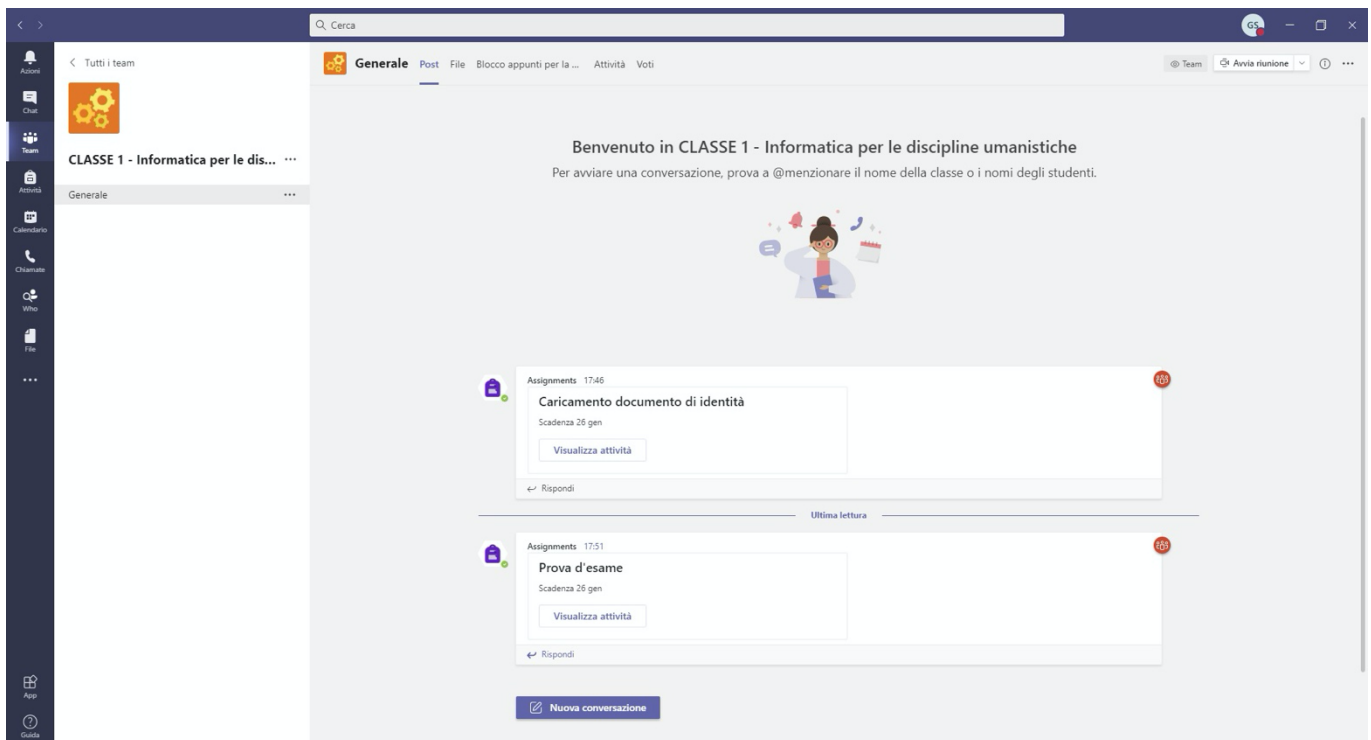 Cerca
GS
Azioni
Chat
Team
Attività
Calendario
Chiamate
Who
File
App
Guida
Tutti i team
CLASSE 1 - Informatica per le dis...
Generale
Generale Post File Blocco appunti per la ... Attività Voti
Team Avvia riunione
Benvenuto in CLASSE 1 - Informatica per le discipline umanistiche
Per avviare una conversazione, prova a @menzionare il nome della classe o i nomi degli studenti.
Assignments 17:46
Caricamento documento di identità
Scadenza 26 gen
Visualizza attività
Rispondi
Ultima lettura
Assignments 17:51
Prova d'esame
Scadenza 26 gen
Visualizza attività
Rispondi
Nuova conversazione